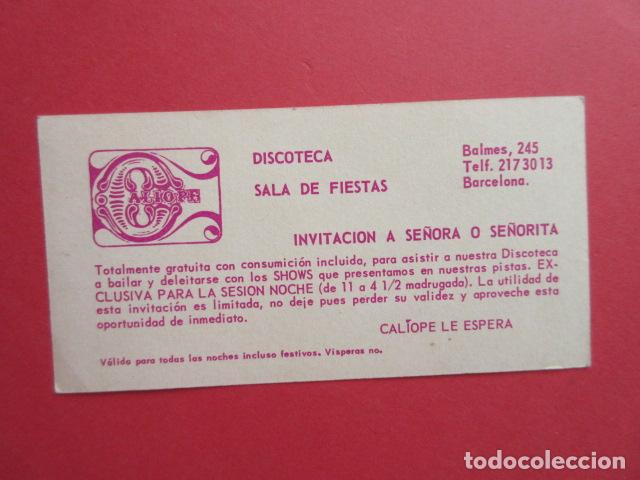 CALIOPE
DISCOTECA
SALA DE FIESTAS
Balmes, 245
Telf. 2173013
Barcelona.
INVITACION A SEÑORA O SEÑORITA
Totalmente gratuita con consumición incluida, para asistir a nuestra Discoteca
a bailar y deleitarse con los SHOWS que presentamos en nuestras pistas. EX-
CLUSIVA PARA LA SESION NOCHE (de 11 a 4 1/2 madrugada). La utilidad de
esta invitación es limitada, no deje pues perder su validez y aproveche esta
oportunidad de inmediato.
CALÍOPE LE ESPERA
Válido para todas las noches incluso festivos. Vísperas no.
todocoleccion